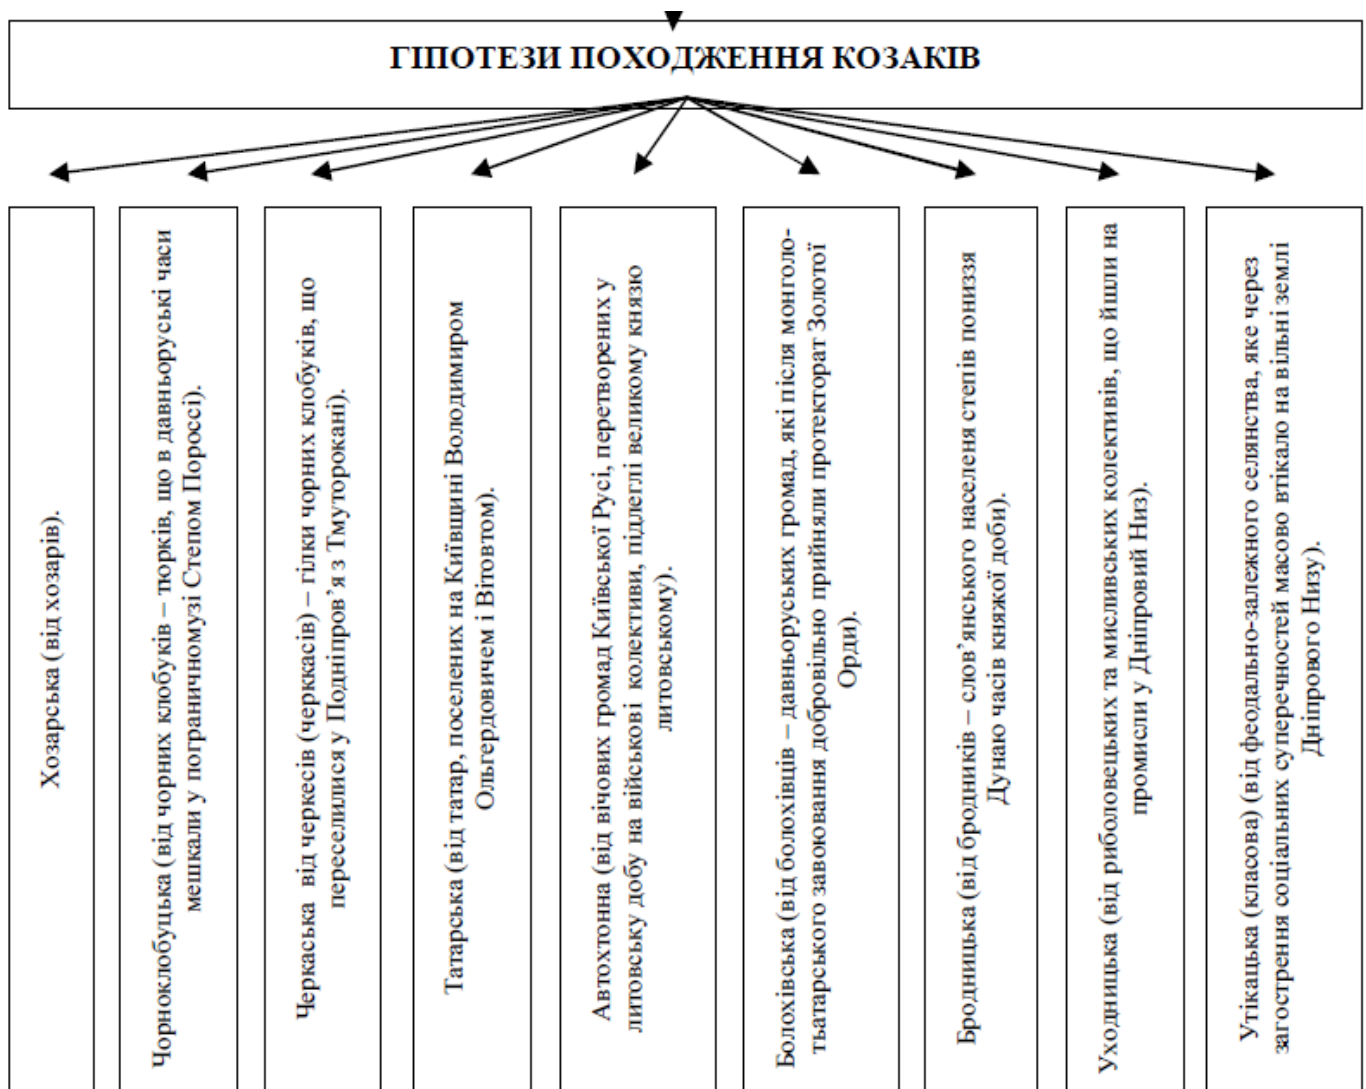 ГІПОТЕЗИ ПОХОДЖЕННЯ КОЗАКІВ
Хозарська (від хозарів).
Чорноклобуцька (від чорних клобуків – тюрків, що в давньоруські часи
мешкали у пограничномузі Степом Пороссі).
Черкаська від черкесів (черкасів) – гілки чорних клобуків, що
переселилися у Подніпров’я з Тмуторокані).
Татарська (від татар, поселених на Київщині Володимиром
Ольгердовичем і Вітовтом).
Автохтонна (від вічових громад Київської Русі, перетворених у
литовську добу на військові колективи, підлеглі великому князю
литовському).
Болохівська (від болохівців – давньоруських громад, які після монголо-
тьатарського завоювання добровільно прийняли протекторат Золотої
Орди).
Бродницька (від бродників – слов’янського населеня степів пониззя
Дунаю часів княжої доби).
Уходницька (від риболовецьких та мисливських колективів, що йшли на
промисли у Дніпровий Низ).
Утікацька (класова) (від феодально-залежного селянства, яке через
загострення соціальних суперечностей масово втікало на вільні землі
Дніпрового Низу).